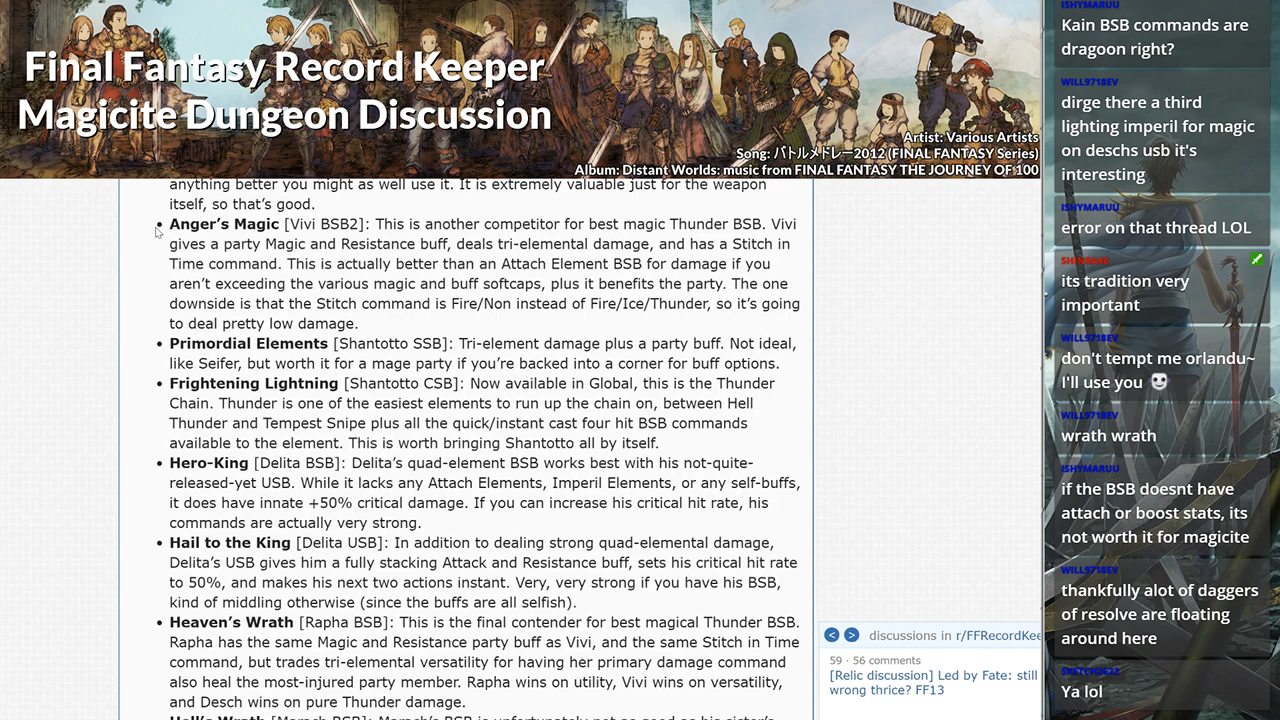 Final Fantasy Record Keeper
Magicite Dungeon Discussion
Artist: Various Artists
Song: バトルメドレー2012 (FINAL FANTASY Series)
Album: Distant Worlds: music from FINAL FANTASY THE JOURNEY OF 100
anything better you might as well use it. It is extremely valuable just for the weapon
itself, so that's good.
• Anger's Magic [Vivi BSB2]: This is another competitor for best magic Thunder BSB. Vivi
gives a party Magic and Resistance buff, deals tri-elemental damage, and has a Stitch in
Time command. This is actually better than an Attach Element BSB for damage if you
aren't exceeding the various magic and buff softcaps, plus it benefits the party. The one
downside is that the Stitch command is Fire/Non instead of Fire/Ice/Thunder, so it's going
to deal pretty low damage.
• Primordial Elements [Shantotto SSB]: Tri-element damage plus a party buff. Not ideal,
like Seifer, but worth it for a mage party if you're backed into a corner for buff options.
• Frightening Lightning [Shantotto CSB]: Now available in Global, this is the Thunder
Chain. Thunder is one of the easiest elements to run up the chain on, between Hell
Thunder and Tempest Snipe plus all the quick/instant cast four hit BSB commands
available to the element. This is worth bringing Shantotto all by itself.
• Hero-King [Delita BSB]: Delita's quad-element BSB works best with his not-quite-
released-yet USB. While it lacks any Attach Elements, Imperil Elements, or any self-buffs,
it does have innate +50% critical damage. If you can increase his critical hit rate, his
commands are actually very strong.
• Hail to the King [Delita USB]: In addition to dealing strong quad-elemental damage,
Delita's USB gives him a fully stacking Attack and Resistance buff, sets his critical hit rate
to 50%, and makes his next two actions instant. Very, very strong if you have his BSB,
kind of middling otherwise (since the buffs are all selfish).
• Heaven's Wrath [Rapha BSB]: This is the final contender for best magical Thunder BSB.
Rapha has the same Magic and Resistance party buff as Vivi, and the same Stitch in Time
command, but trades tri-elemental versatility for having her primary damage command
also heal the most-injured party member. Rapha wins on utility, Vivi wins on versatility,
and Desch wins on pure Thunder damage.
< > discussions in r/FFRecordKee
59 · 56 comments
[Relic discussion] Led by Fate: still
wrong thrice? FF13
ISHYMARUU
Kain BSB commands are
dragoon right?
WILL9718EV
dirge there a third
lighting imperil for magic
on deschs usb it's
interesting
ISHYMARUU
error on that thread LOL
its tradition very
important
WILL9718EV
don't tempt me orlandu~
I'll use you
WILL9718EV
wrath wrath
ISHYMARUU
if the BSB doesnt have
attach or boost stats, its
not worth it for magicite
WILL9718EV
thankfully alot of daggers
of resolve are floating
around here
Ya lol